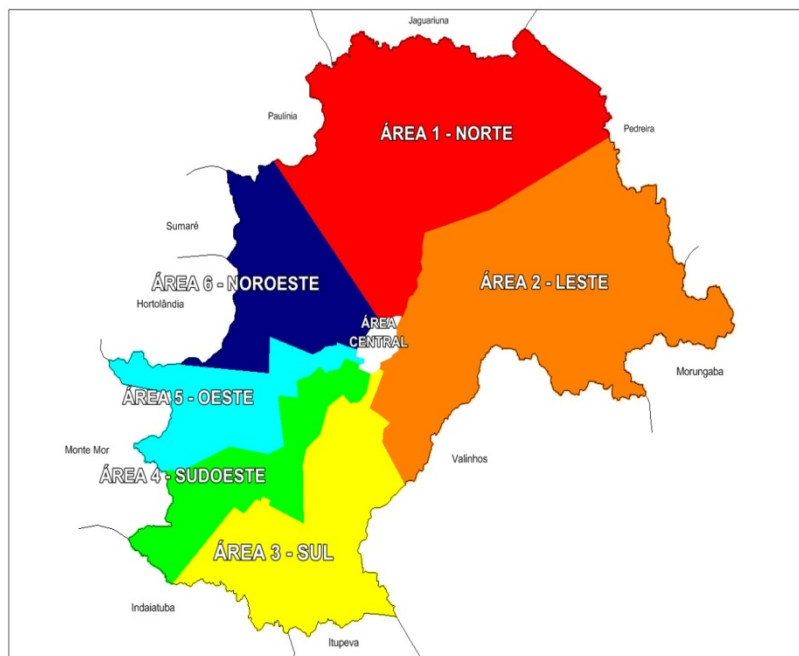 Jaguariuna
Paulínia
ÁREA 1 - NORTE
Pedreira
Sumaré
ÁREA 6 - NOROESTE
ÁREA 2 - LESTE
Hortolândia
ÁREA
CENTRAL
Morungaba
ÁREA 5 - OESTE
Monte Mor
Valinhos
ÁREA 4 - SUDOESTE
ÁREA 3 - SUL
Indaiatuba
Itupeva